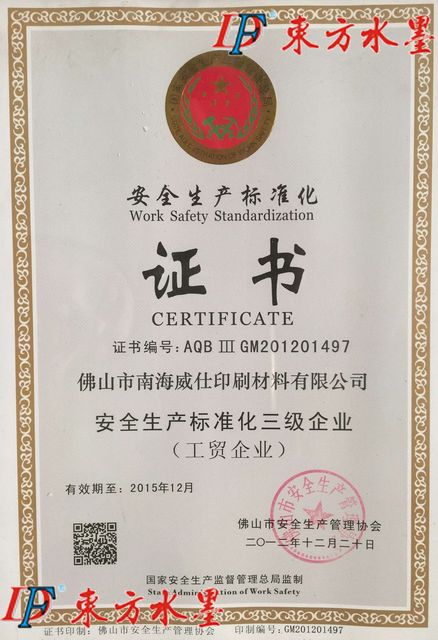 DF® 東方水墨
安全生产标准化
Work Safety Standardization
证书
CERTIFICATE
证书编号:AQB III GM201201497
佛山市南海威仕印刷材料有限公司
安全生产标准化三级企业
（工贸企业）
有效期至:2015年12月
佛山市安全生产管理协会
二〇一二年十二月二十日
国家安全生产监督管理总局监制
State Administration of Work Safety
DF® 東方水墨
证书印制:佛山市安全生产管理协会 印制编号:GM201201497